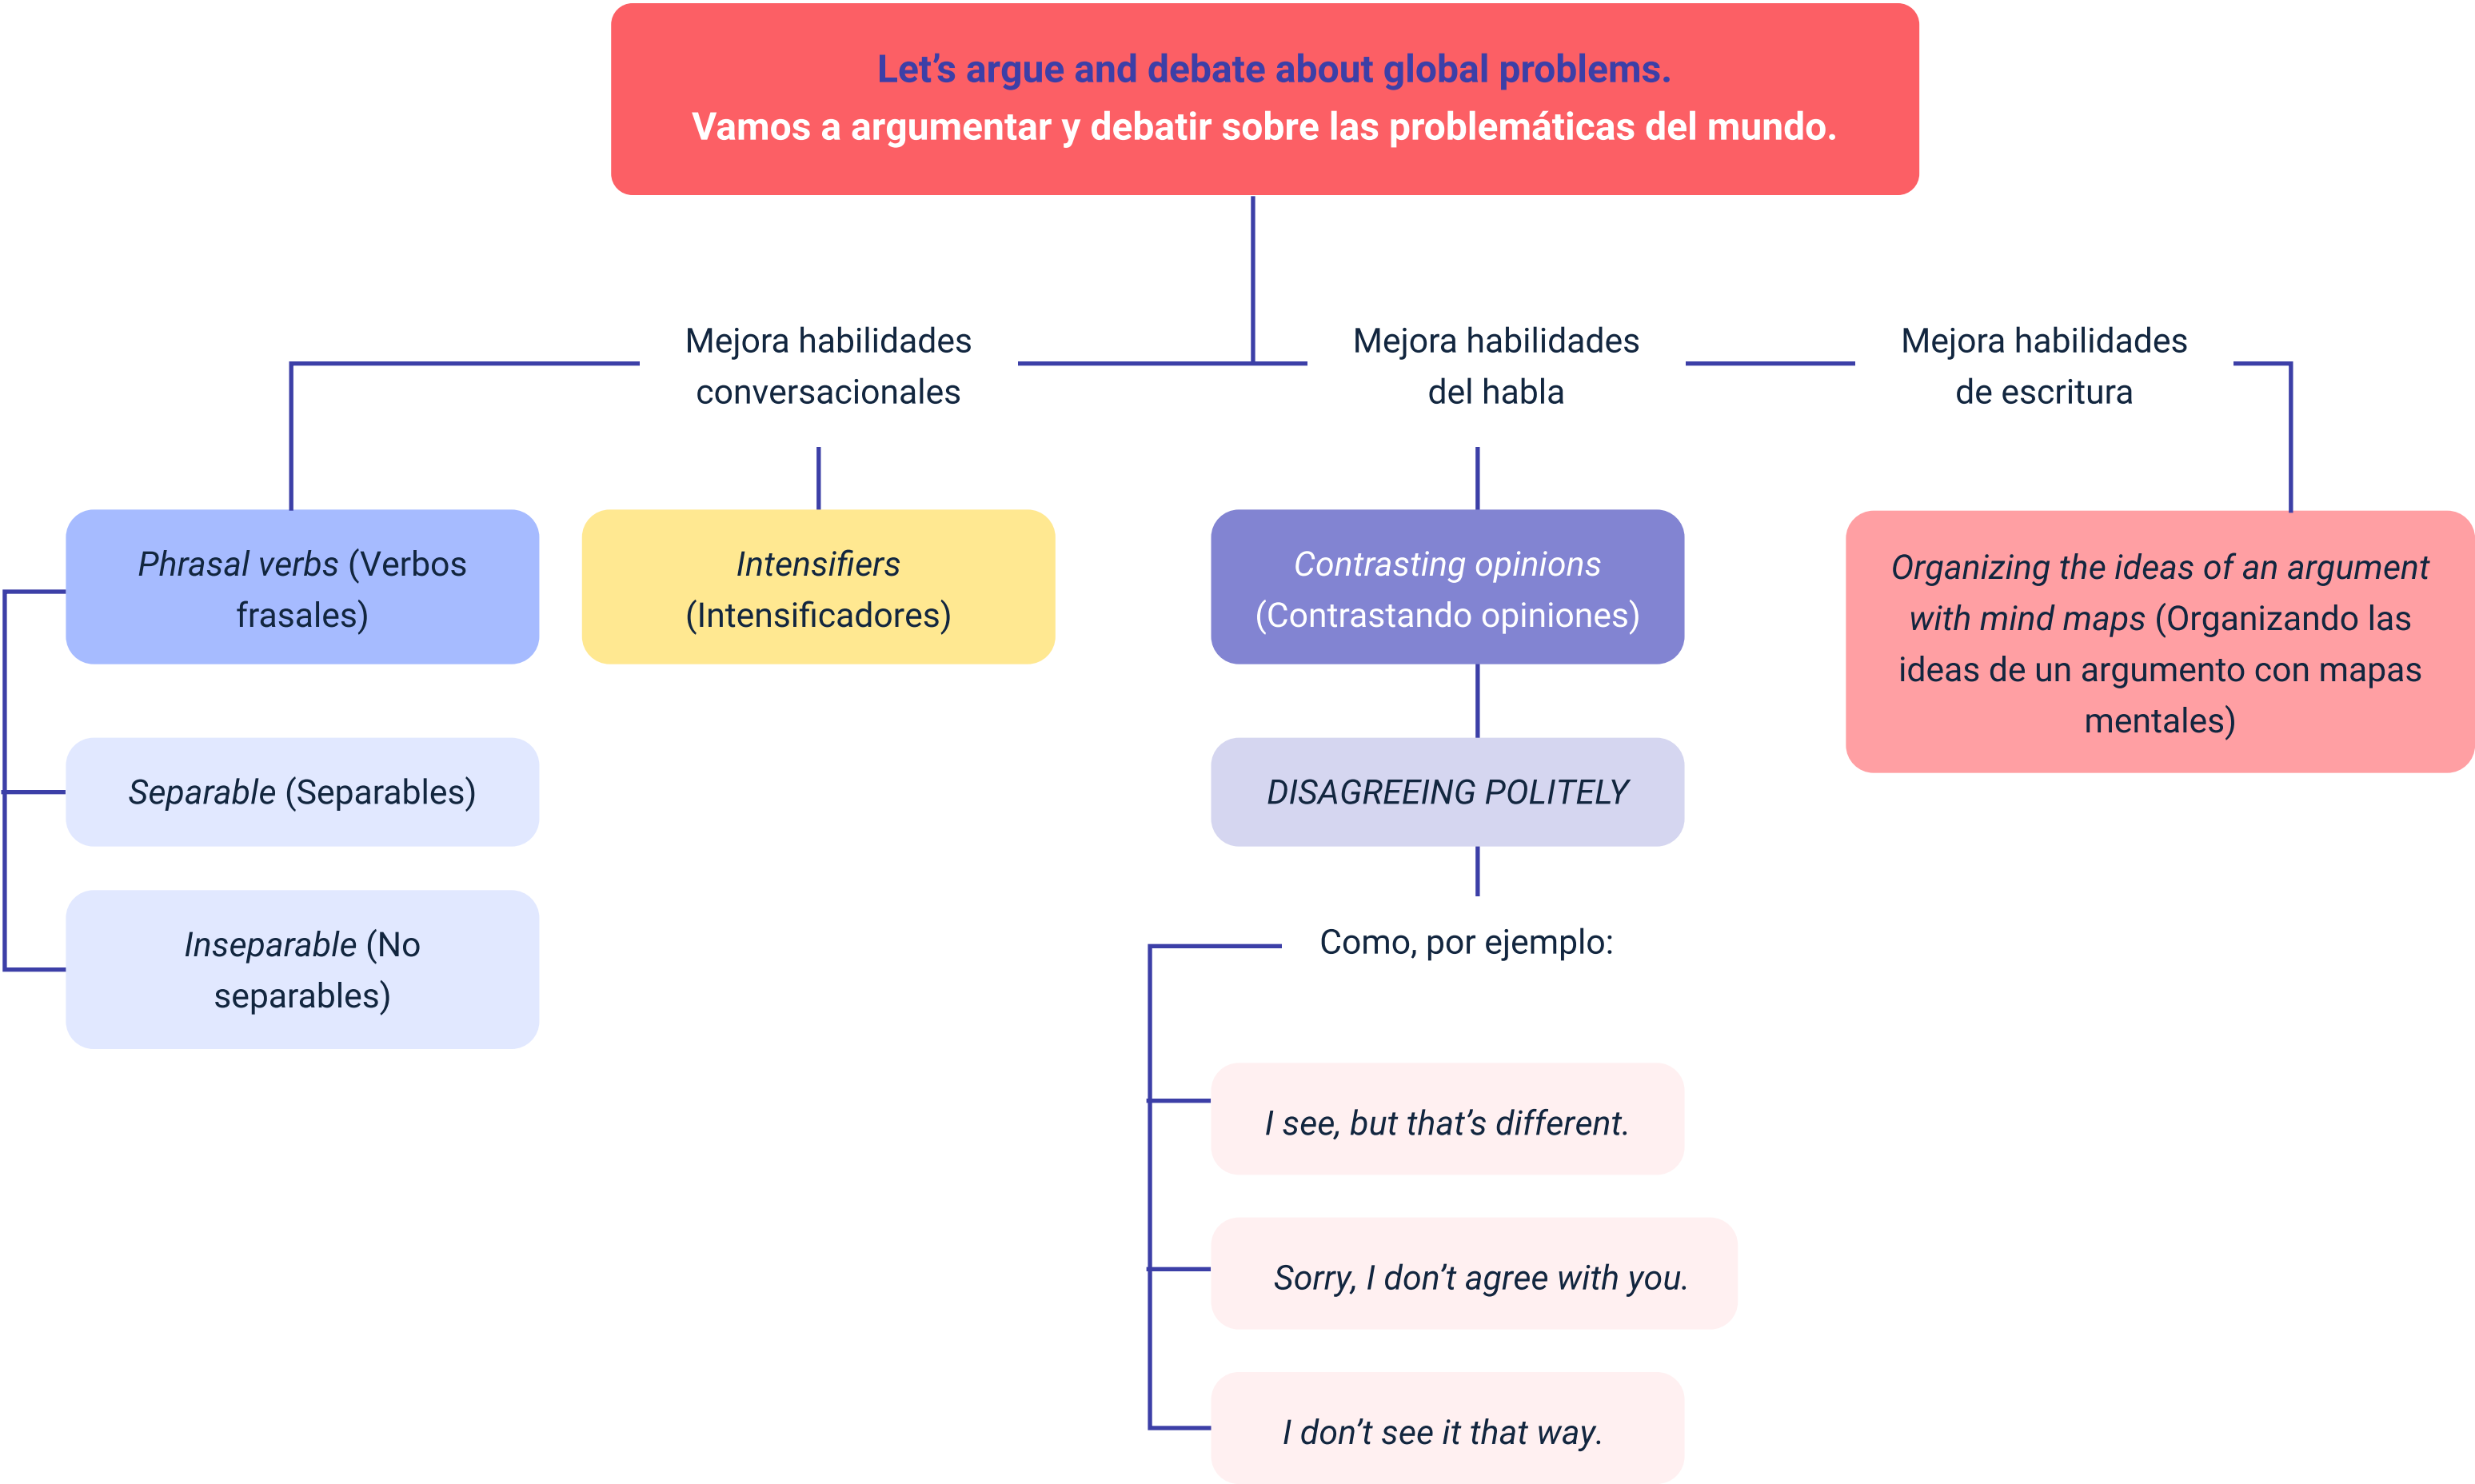 Let's argue and debate about global problems.
Vamos a argumentar y debatir sobre las problemáticas del mundo.
Mejora habilidades
conversacionales
Mejora habilidades
del habla
Mejora habilidades
de escritura
Phrasal verbs (Verbos
frasales)
Intensifiers
(Intensificadores)
Contrasting opinions
(Contrastando opiniones)
Organizing the ideas of an argument
with mind maps (Organizando las
ideas de un argumento con mapas
mentales)
Separable (Separables)
DISAGREEING POLITELY
Inseparable (No
separables)
Como, por ejemplo:
I see, but that's different.
Sorry, I don't agree with you.
I don't see it that way.